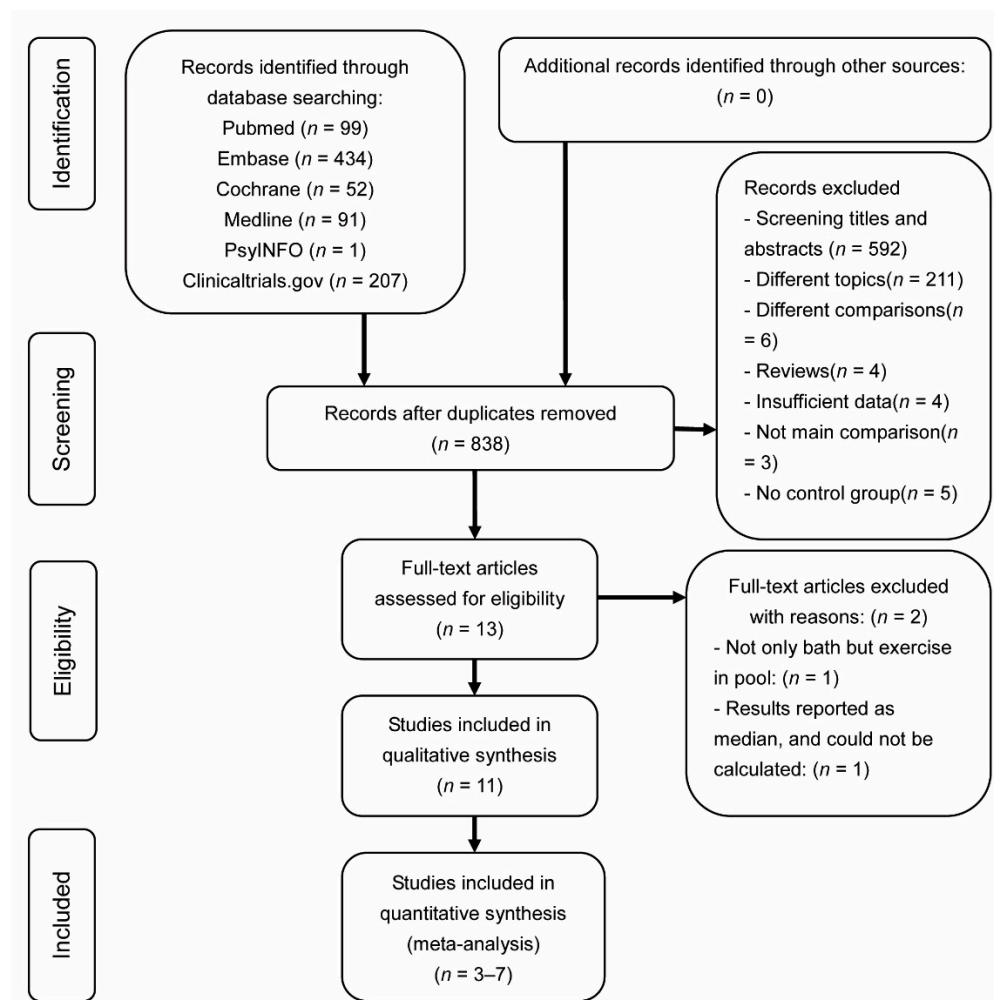 Identification
Records identified through
database searching:
Pubmed (n = 99)
Embase (n = 434)
Cochrane (n = 52)
Medline (n = 91)
PsyINFO (n = 1)
Clinicaltrials.gov (n = 207)
Additional records identified through other sources:
(n = 0)
Records excluded
- Screening titles and
abstracts (n = 592)
- Different topics(n = 211)
- Different comparisons(n
= 6)
- Reviews(n = 4)
- Insufficient data(n = 4)
- Not main comparison(n
= 3)
- No control group(n = 5)
Screening
Records after duplicates removed
(n = 838)
Eligibility
Full-text articles
assessed for eligibility
(n = 13)
Full-text articles excluded
with reasons: (n = 2)
- Not only bath but exercise
in pool: (n = 1)
- Results reported as
median, and could not be
calculated: (n = 1)
Studies included in
qualitative synthesis
(n = 11)
Included
Studies included in
quantitative synthesis
(meta-analysis)
(n = 3–7)